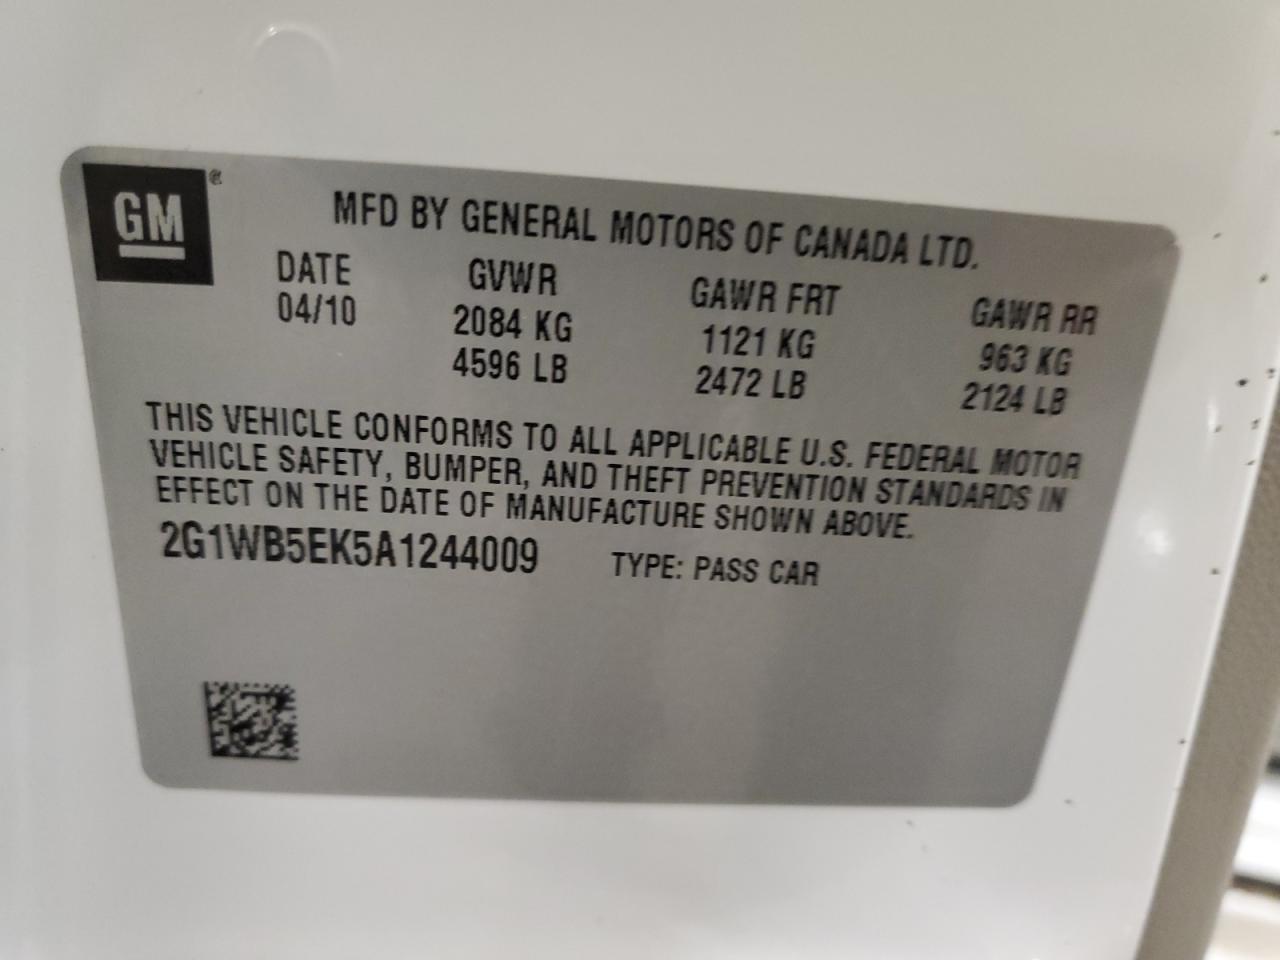 GM®
MFD BY GENERAL MOTORS OF CANADA LTD.
DATE GVWR GAWR FRT GAWR RR
04/10 2084 KG 1121 KG 963 KG
4596 LB 2472 LB 2124 LB
THIS VEHICLE CONFORMS TO ALL APPLICABLE U.S. FEDERAL MOTOR
VEHICLE SAFETY, BUMPER, AND THEFT PREVENTION STANDARDS IN
EFFECT ON THE DATE OF MANUFACTURE SHOWN ABOVE.
2G1WB5EK5A1244009 TYPE: PASS CAR